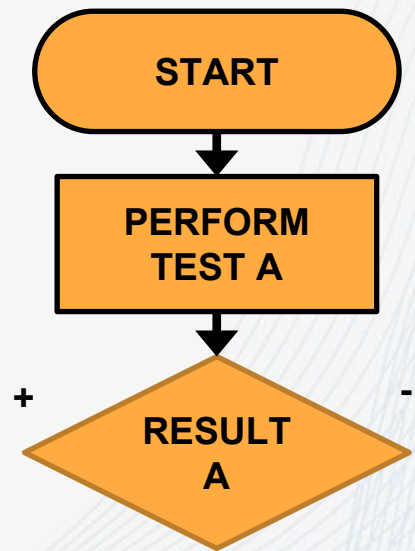 START
PERFORM
TEST A
+
-
RESULT
A